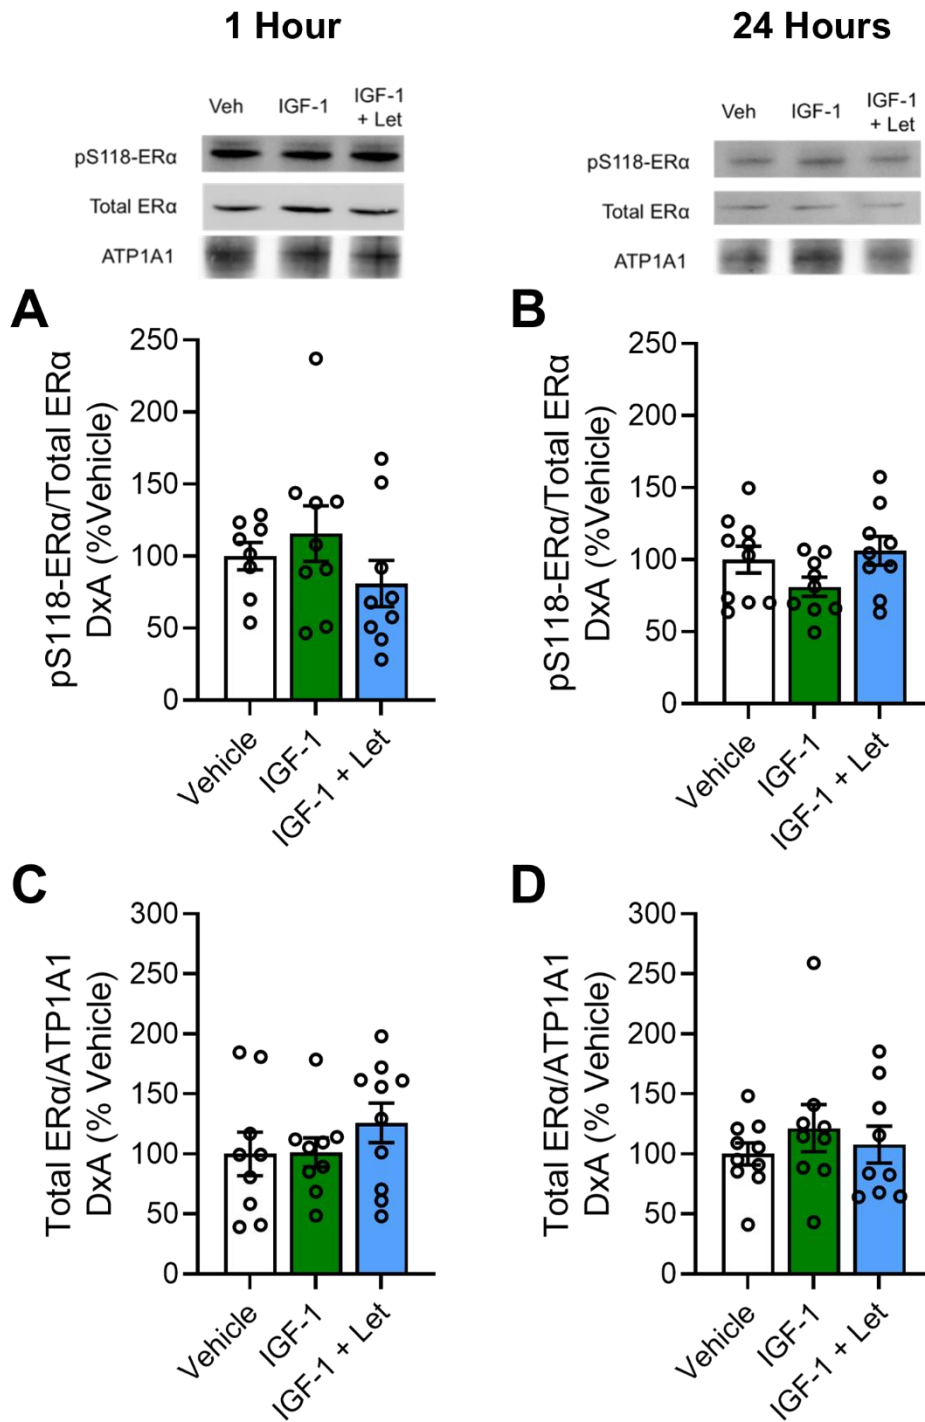 1 Hour
24 Hours
Veh IGF-1 IGF-1
+ Let
pS118-ERα
Total ERα
ATP1A1
Veh IGF-1 IGF-1
+ Let
pS118-ERα
Total ERα
ATP1A1
A
pS118-ERα/Total ERα
DxA (%Vehicle)
250
200
150
100
50
0
Vehicle
IGF-1
IGF-1 + Let
B
pS118-ERα/Total ERα
DxA (%Vehicle)
250
200
150
100
50
0
Vehicle
IGF-1
IGF-1 + Let
C
Total ERα/ATP1A1
DxA (% Vehicle)
300
250
200
150
100
50
0
Vehicle
IGF-1
IGF-1 + Let
D
Total ERα/ATP1A1
DxA (% Vehicle)
300
250
200
150
100
50
0
Vehicle
IGF-1
IGF-1 + Let